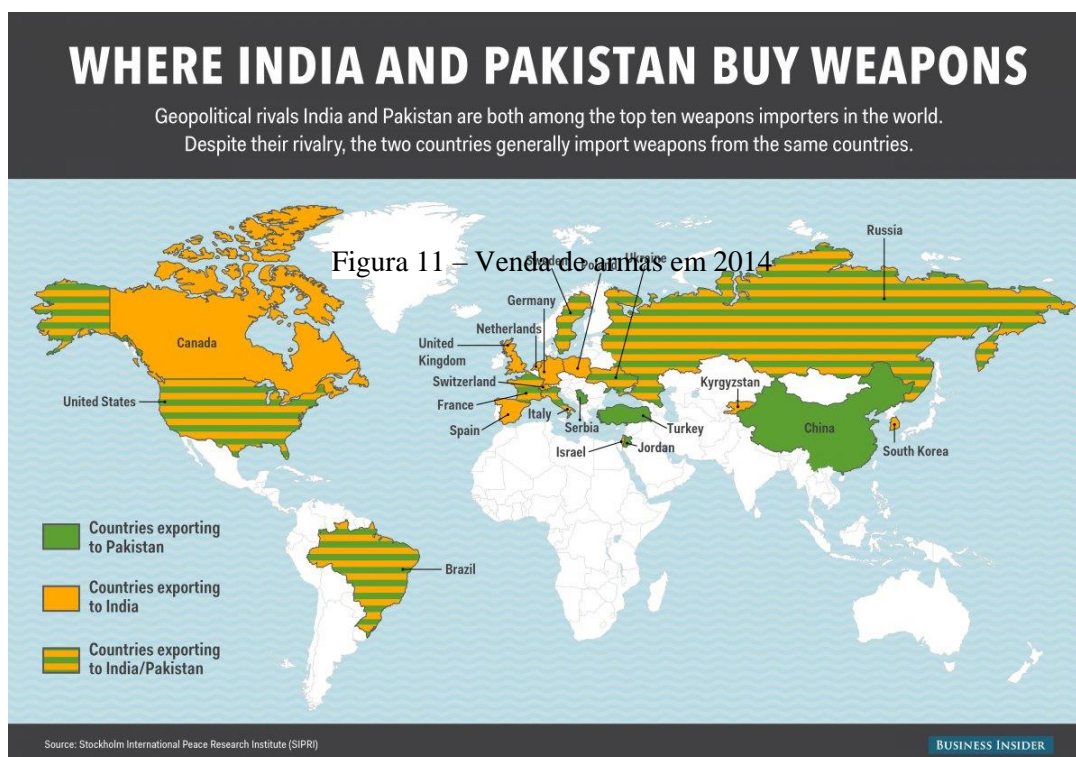 WHERE INDIA AND PAKISTAN BUY WEAPONS
Geopolitical rivals India and Pakistan are both among the top ten weapons importers in the world.
Despite their rivalry, the two countries generally import weapons from the same countries.
Russia
Figura 11 – Venda de armas em 2014
Sweden
Poland
Ukraine
Germany
Netherlands
United
Kingdom
Canada
Switzerland
Kyrgyzstan
United States
France
Italy
Spain
Serbia
Turkey
China
Israel
Jordan
South Korea
Countries exporting
to Pakistan
Brazil
Countries exporting
to India
Countries exporting
to India/Pakistan
Source: Stockholm International Peace Research Institute (SIPRI)
BUSINESS INSIDER